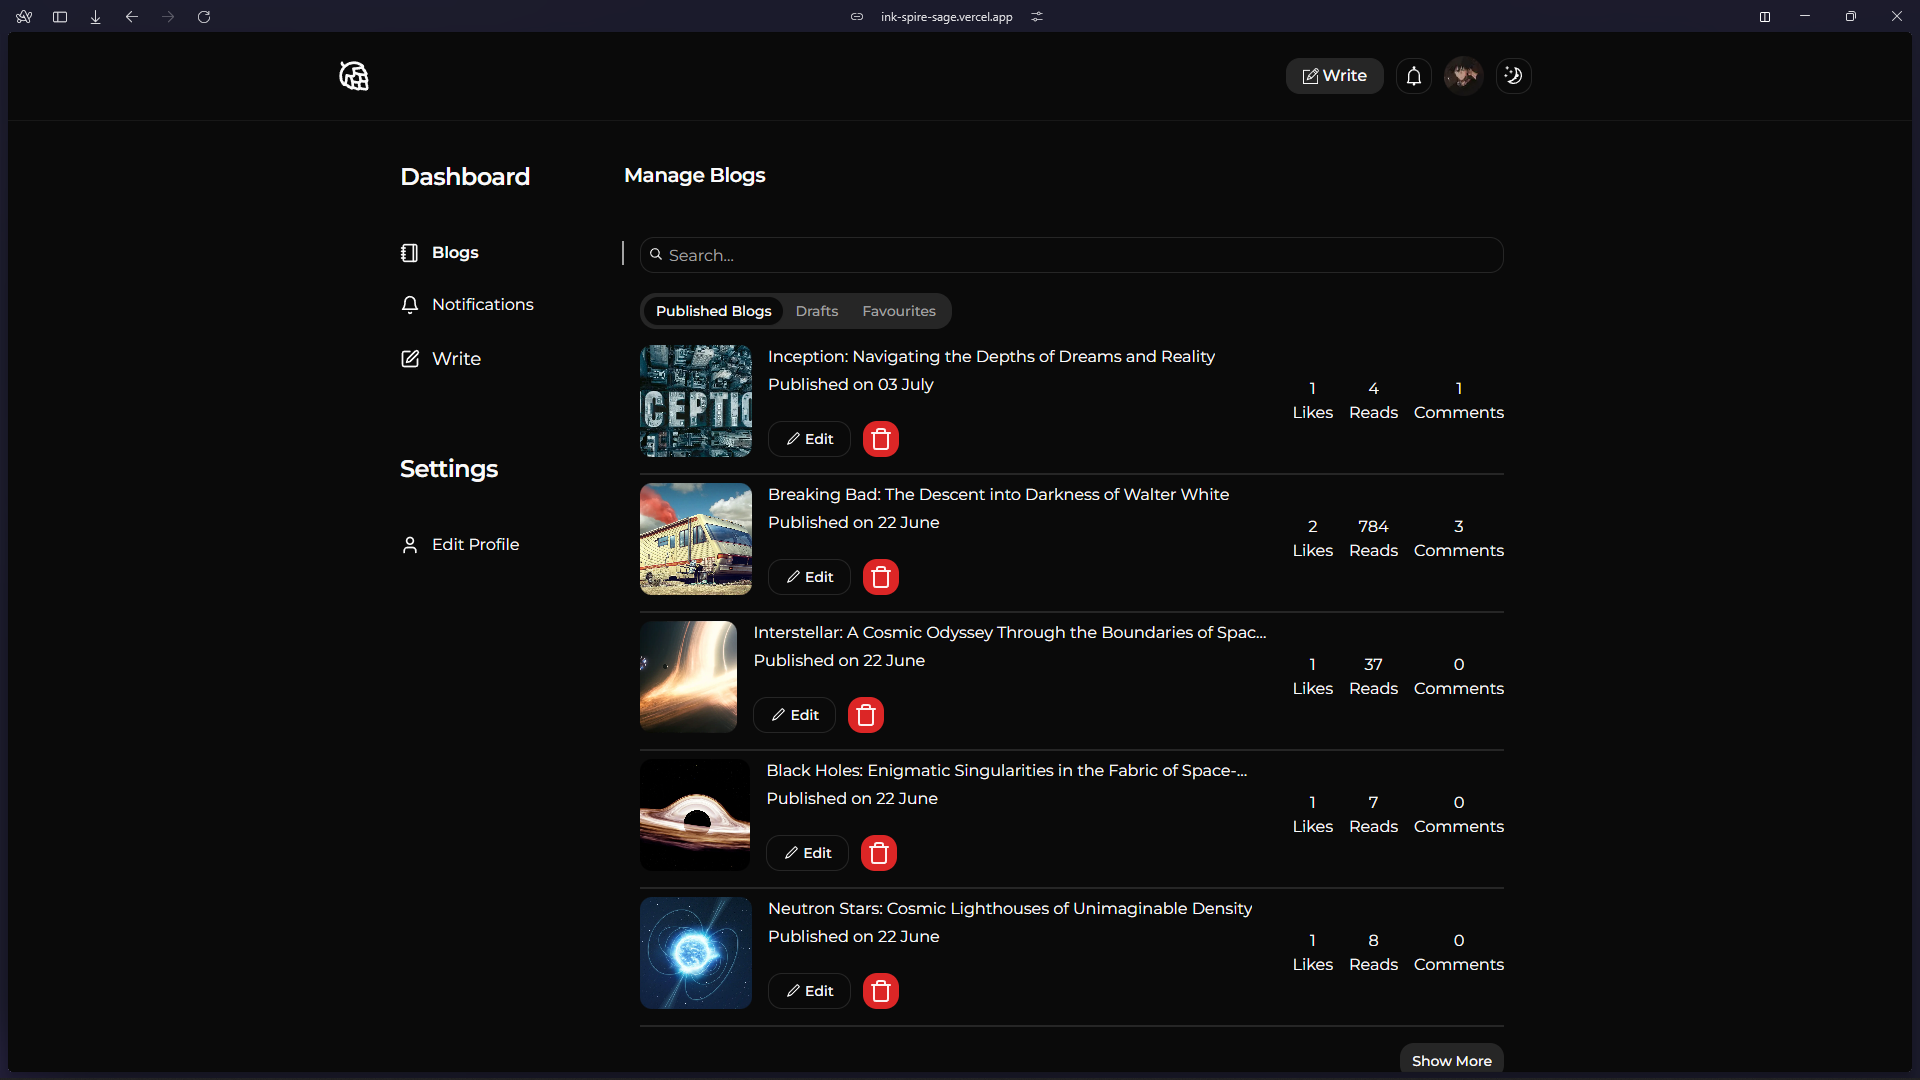 ink-spire-sage.vercel.app
Write
Dashboard
Blogs
Notifications
Write
Settings
Edit Profile
Manage Blogs
Search...
Published Blogs Drafts Favourites
CEPTIO
Inception: Navigating the Depths of Dreams and Reality
Published on 03 July
Edit
1 4 1
Likes Reads Comments
Breaking Bad: The Descent into Darkness of Walter White
Published on 22 June
Edit
2 784 3
Likes Reads Comments
Interstellar: A Cosmic Odyssey Through the Boundaries of Spac...
Published on 22 June
Edit
1 37 0
Likes Reads Comments
Black Holes: Enigmatic Singularities in the Fabric of Space-...
Published on 22 June
Edit
1 7 0
Likes Reads Comments
Neutron Stars: Cosmic Lighthouses of Unimaginable Density
Published on 22 June
Edit
1 8 0
Likes Reads Comments
Show More